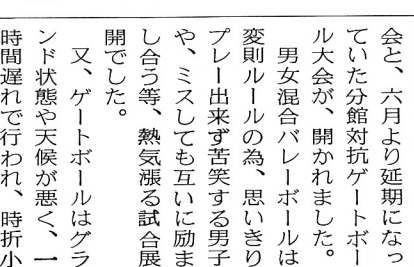 会と、六月より延期になっ
ていた分館対抗ゲートボー
ル大会が、開かれました。
男女混合バレーボールは
変則ルールの為、思いきり
プレー出来ず苦笑する男子
や、ミスしても互いに励ま
し合う等、熱気漲る試合展
開でした。
又、ゲートボールはグラ
ンド状態や天候が悪く、一
時間遅れで行われ、時折小